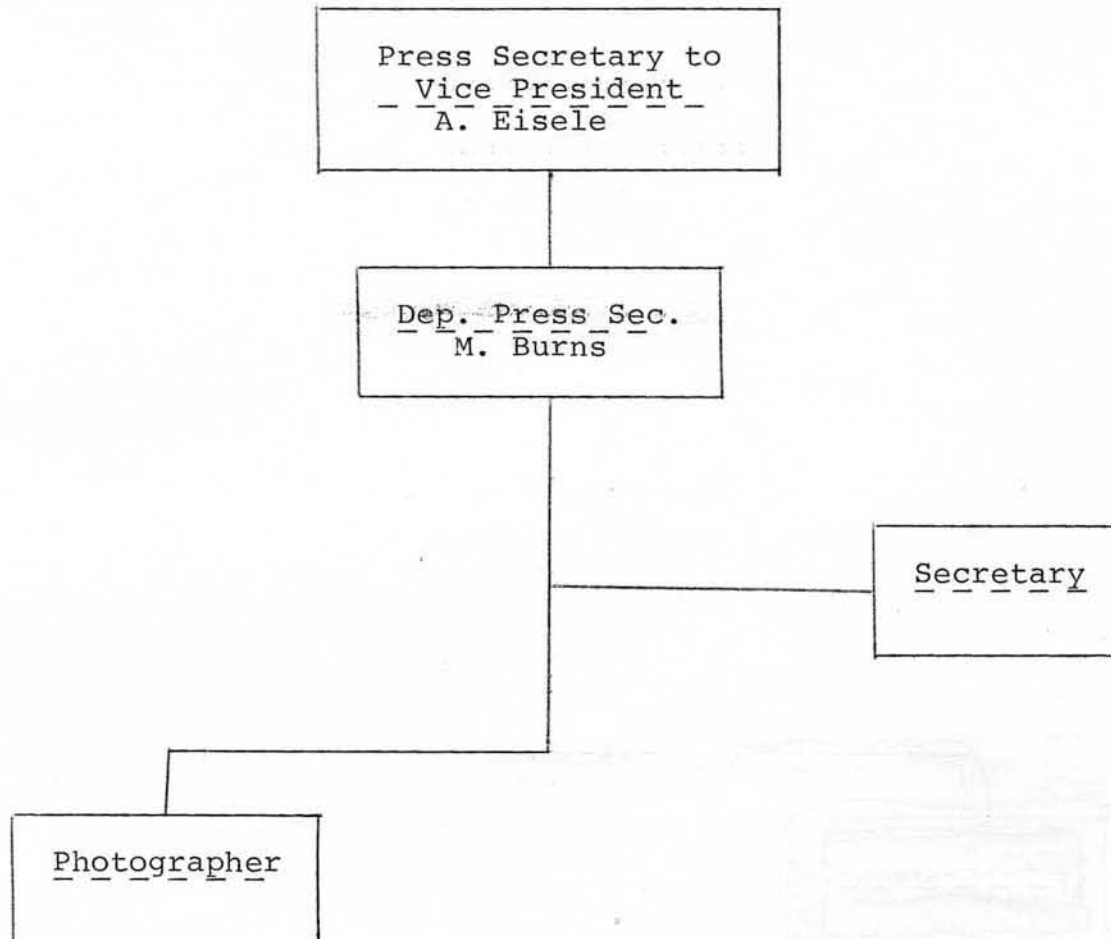 Press Secretary to
Vice President
A. Eisele
Dep. Press Sec.
M. Burns
Secretary
Photographer